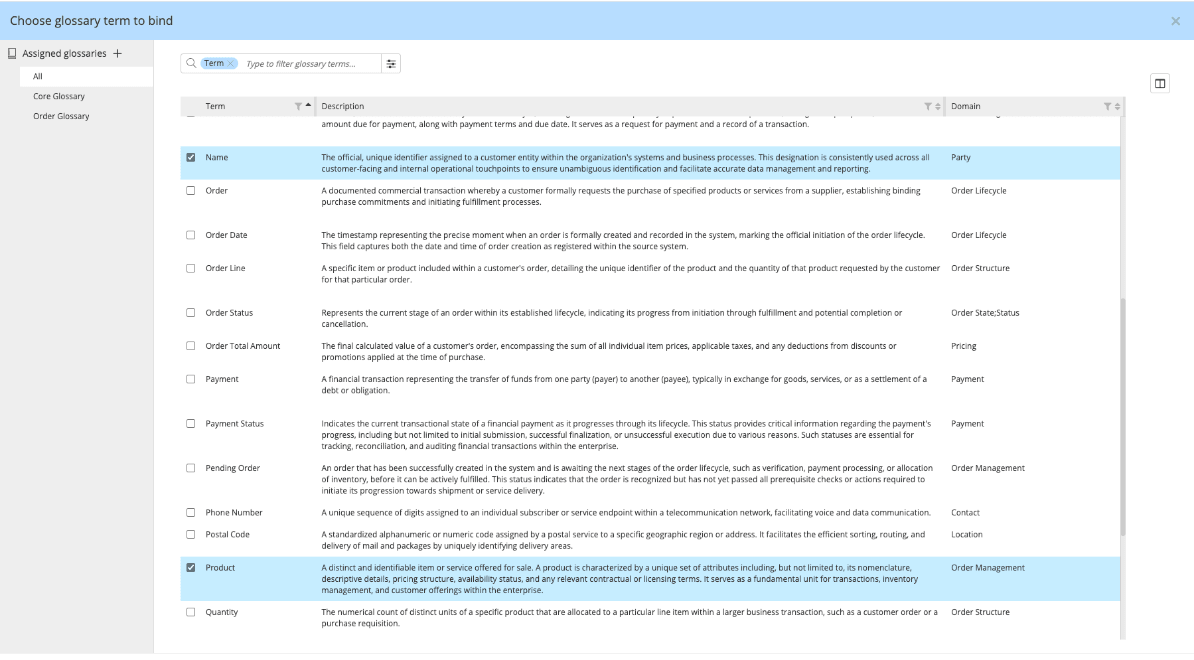 Choose glossary term to bind
Assigned glossaries
All
Core Glossary
Order Glossary
Term
Type to filter glossary terms...
Term Description Domain
amount due for payment, along with payment terms and due date. It serves as a request for payment and a record of a transaction.
Name The official, unique identifier assigned to a customer entity within the organization's systems and business processes. This designation is consistently used across all Party
customer-facing and internal operational touchpoints to ensure unambiguous identification and facilitate accurate data management and reporting.
Order A documented commercial transaction whereby a customer formally requests the purchase of specified products or services from a supplier, establishing binding Order Lifecycle
purchase commitments and initiating fulfillment processes.
Order Date The timestamp representing the precise moment when an order is formally created and recorded in the system, marking the official initiation of the order lifecycle. Order Lifecycle
This field captures both the date and time of order creation as registered within the source system.
Order Line A specific item or product included within a customer's order, detailing the unique identifier of the product and the quantity of that product requested by the customer Order Structure
for that particular order.
Order Status Represents the current stage of an order within its established lifecycle, indicating its progress from initiation through fulfillment and potential completion or Order State;Status
cancellation.
Order Total Amount The final calculated value of a customer's order, encompassing the sum of all individual item prices, applicable taxes, and any deductions from discounts or Pricing
promotions applied at the time of purchase.
Payment A financial transaction representing the transfer of funds from one party (payer) to another (payee), typically in exchange for goods, services, or as a settlement of a Payment
debt or obligation.
Payment Status Indicates the current transactional state of a financial payment as it progresses through its lifecycle. This status provides critical information regarding the payment's Payment
progress, including but not limited to initial submission, successful finalization, or unsuccessful execution due to various reasons. Such statuses are essential for
tracking, reconciliation, and auditing financial transactions within the enterprise.
Pending Order An order that has been successfully created in the system and is awaiting the next stages of the order lifecycle, such as verification, payment processing, or allocation Order Management
of inventory, before it can be actively fulfilled. This status indicates that the order is recognized but has not yet passed all prerequisite checks or actions required to
initiate its progression towards shipment or service delivery.
Phone Number A unique sequence of digits assigned to an individual subscriber or service endpoint within a telecommunication network, facilitating voice and data communication. Contact
Postal Code A standardized alphanumeric or numeric code assigned by a postal service to a specific geographic region or address. It facilitates the efficient sorting, routing, and Location
delivery of mail and packages by uniquely identifying delivery areas.
Product A distinct and identifiable item or service offered for sale. A product is characterized by a unique set of attributes including, but not limited to, its nomenclature, Order Management
descriptive details, pricing structure, availability status, and any relevant contractual or licensing terms. It serves as a fundamental unit for transactions, inventory
management, and customer offerings within the enterprise.
Quantity The numerical count of distinct units of a specific product that are allocated to a particular line item within a larger business transaction, such as a customer order or a Order Structure
purchase requisition.